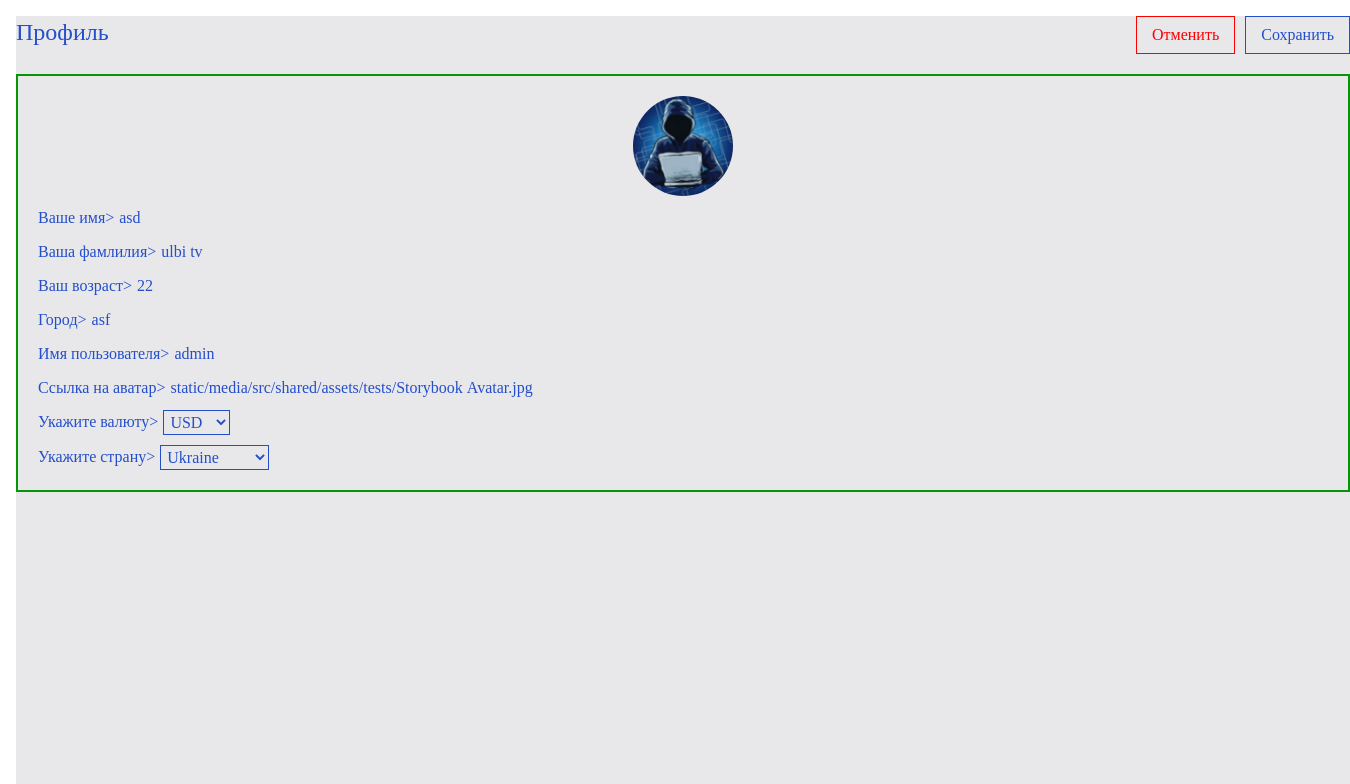 Профиль
Отменить
Сохранить
Ваше имя> asd
Ваша фамлилия> ulbi tv
Ваш возраст> 22
Город> asf
Имя пользователя> admin
Ссылка на аватар> static/media/src/shared/assets/tests/Storybook Avatar.jpg
Укажите валюту> USD
Укажите страну> Ukraine